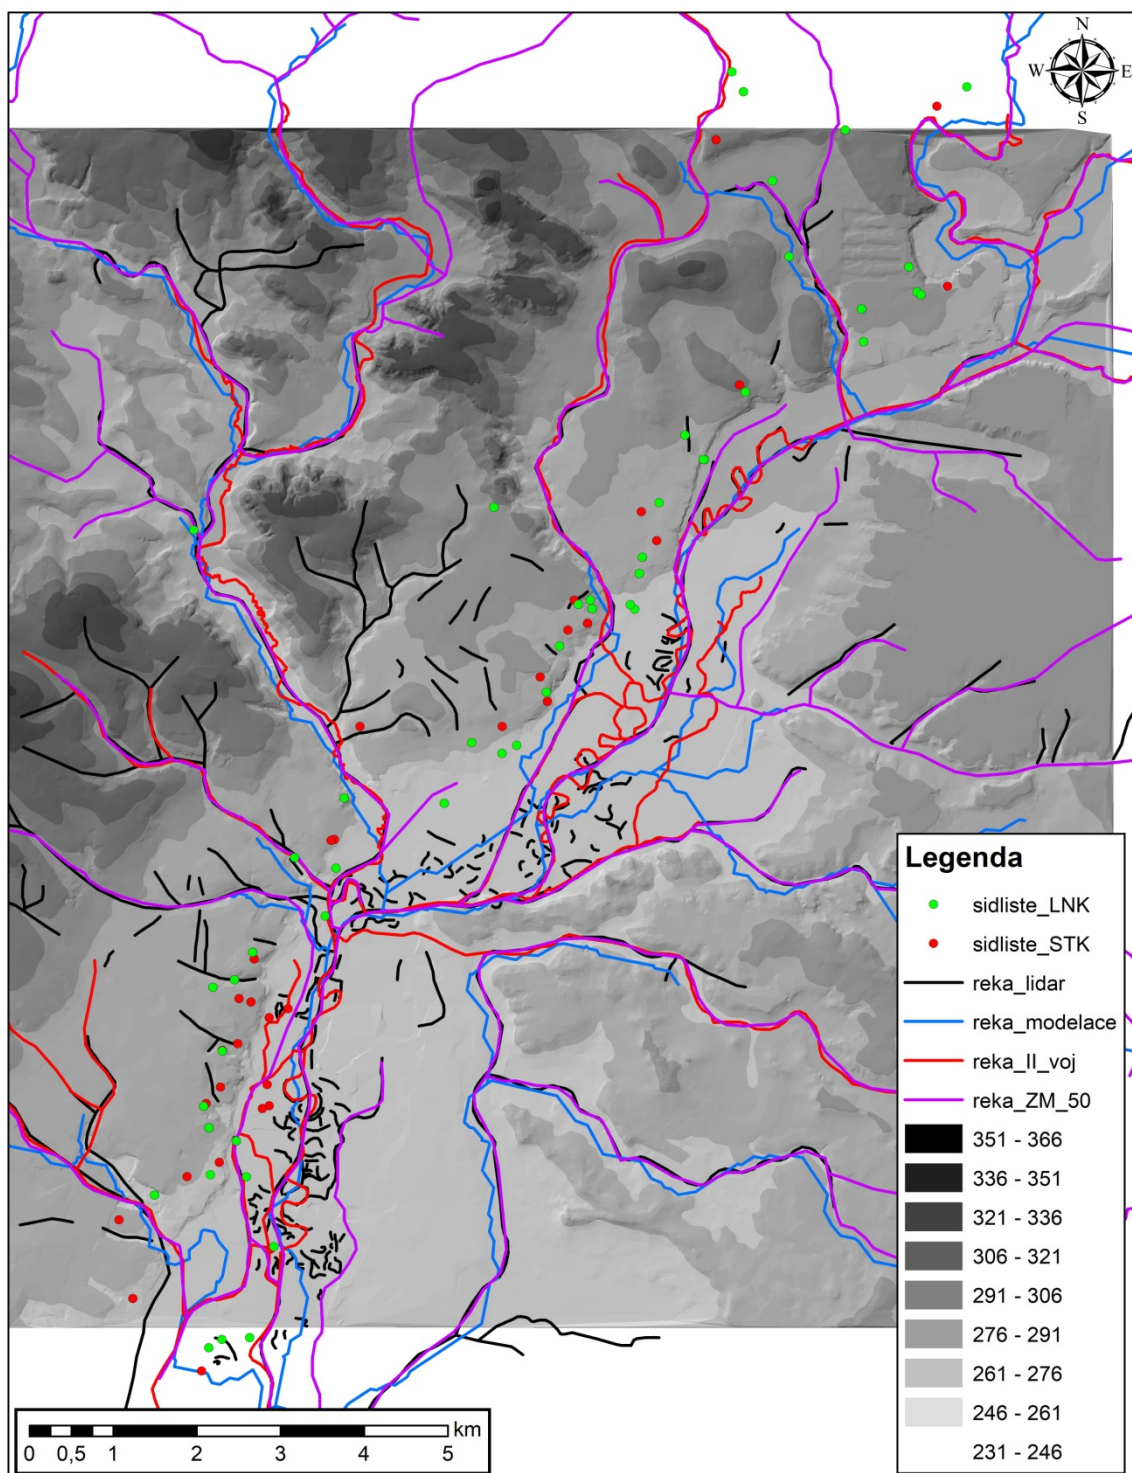 N
W E
S
Legenda
sidliste_LNK
sidliste_STK
reka_lidar
reka_modelace
reka_II_voj
reka_ZM_50
351 - 366
336 - 351
321 - 336
306 - 321
291 - 306
276 - 291
261 - 276
246 - 261
231 - 246
km
0 0,5 1 2 3 4 5